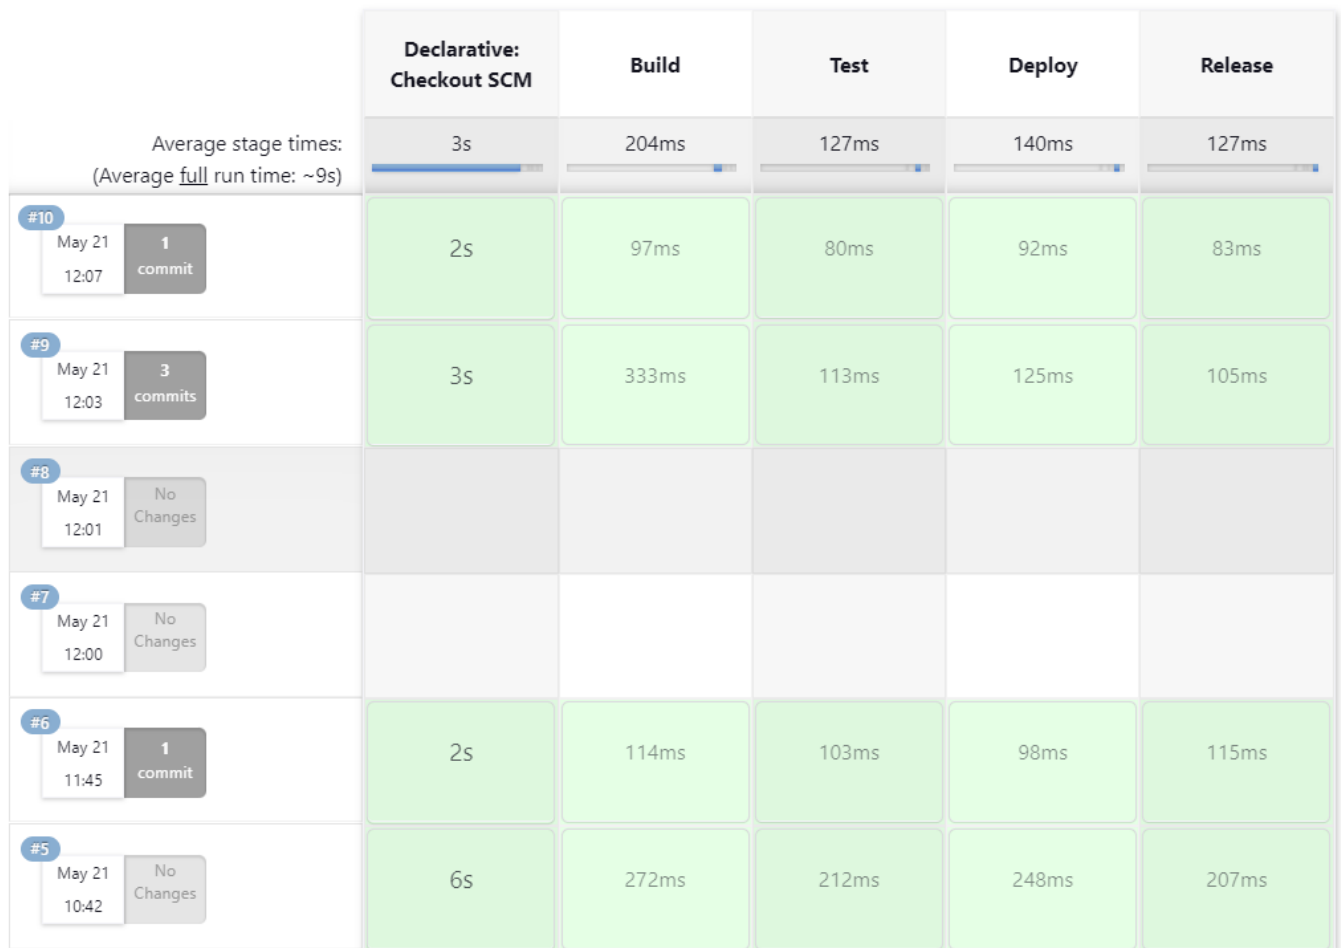 Declarative:
Checkout SCM
Build
Test
Deploy
Release
Average stage times:
(Average full run time: ~9s)
3s
204ms
127ms
140ms
127ms
#10
May 21
12:07
1
commit
2s
97ms
80ms
92ms
83ms
#9
May 21
12:03
3
commits
3s
333ms
113ms
125ms
105ms
#8
May 21
12:01
No
Changes
#7
May 21
12:00
No
Changes
#6
May 21
11:45
1
commit
2s
114ms
103ms
98ms
115ms
#5
May 21
10:42
No
Changes
6s
272ms
212ms
248ms
207ms